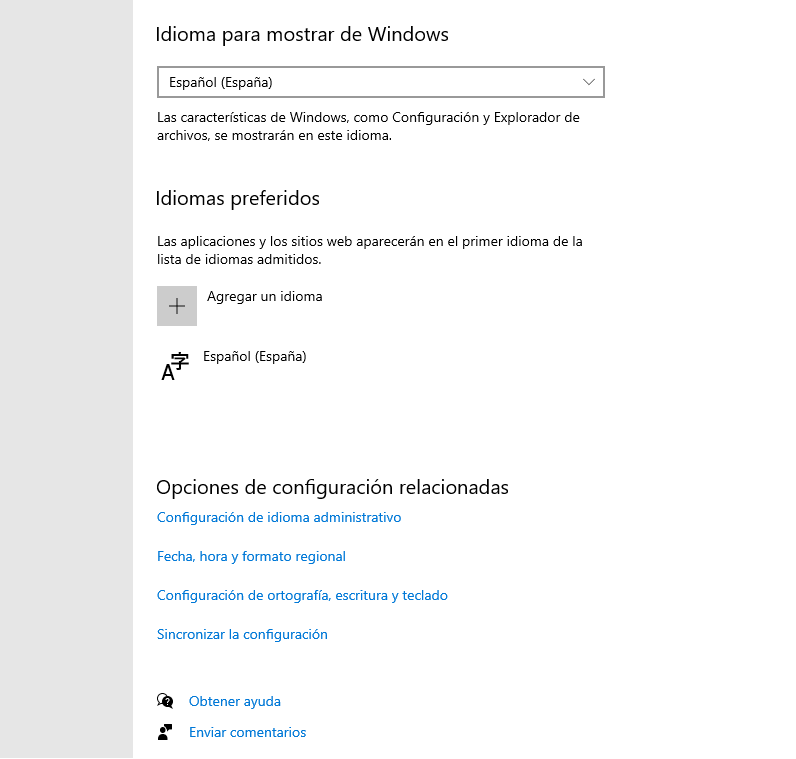 Idioma para mostrar de Windows
Español (España)
Las características de Windows, como Configuración y Explorador de
archivos, se mostrarán en este idioma.
Idiomas preferidos
Las aplicaciones y los sitios web aparecerán en el primer idioma de la
lista de idiomas admitidos.
Agregar un idioma
A字
Español (España)
Opciones de configuración relacionadas
Configuración de idioma administrativo
Fecha, hora y formato regional
Configuración de ortografía, escritura y teclado
Sincronizar la configuración
Obtener ayuda
Enviar comentarios